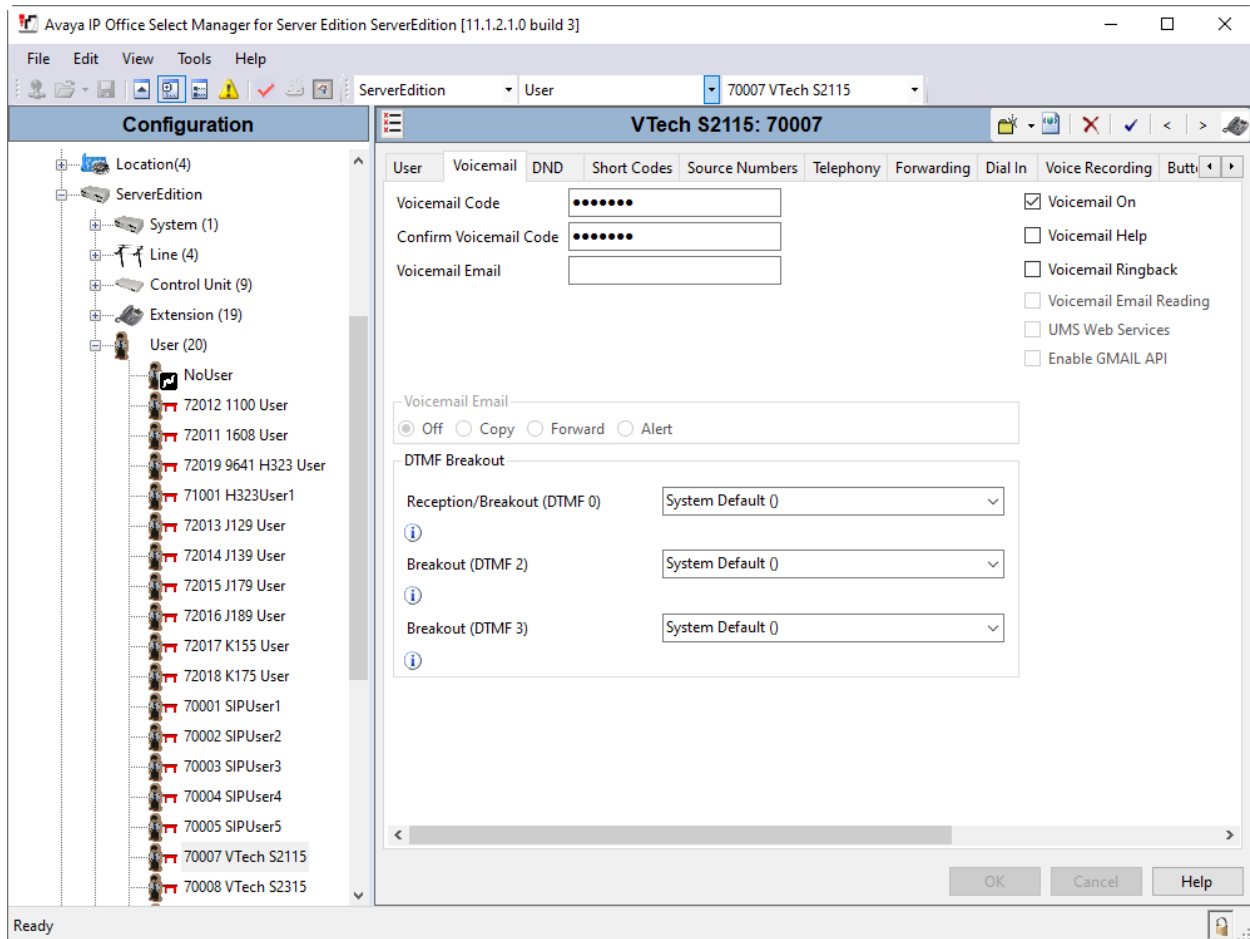 Avaya IP Office Select Manager for Server Edition ServerEdition [11.1.2.1.0 build 3]
File Edit View Tools Help
ServerEdition User 70007 VTech S2115
Configuration
Location(4)
ServerEdition
System (1)
Line (4)
Control Unit (9)
Extension (19)
User (20)
NoUser
72012 1100 User
72011 1608 User
72019 9641 H323 User
71001 H323User1
72013 J129 User
72014 J139 User
72015 J179 User
72016 J189 User
72017 K155 User
72018 K175 User
70001 SIPUser1
70002 SIPUser2
70003 SIPUser3
70004 SIPUser4
70005 SIPUser5
70007 VTech S2115
70008 VTech S2315
VTech S2115: 70007
User Voicemail DND Short Codes Source Numbers Telephony Forwarding Dial In Voice Recording Butt
Voicemail Code •••••••
Confirm Voicemail Code •••••••
Voicemail Email
Voicemail On
Voicemail Help
Voicemail Ringback
Voicemail Email Reading
UMS Web Services
Enable GMAIL API
Voicemail Email
Off Copy Forward Alert
DTMF Breakout
Reception/Breakout (DTMF 0) System Default ()
Breakout (DTMF 2) System Default ()
Breakout (DTMF 3) System Default ()
OK Cancel Help
Ready